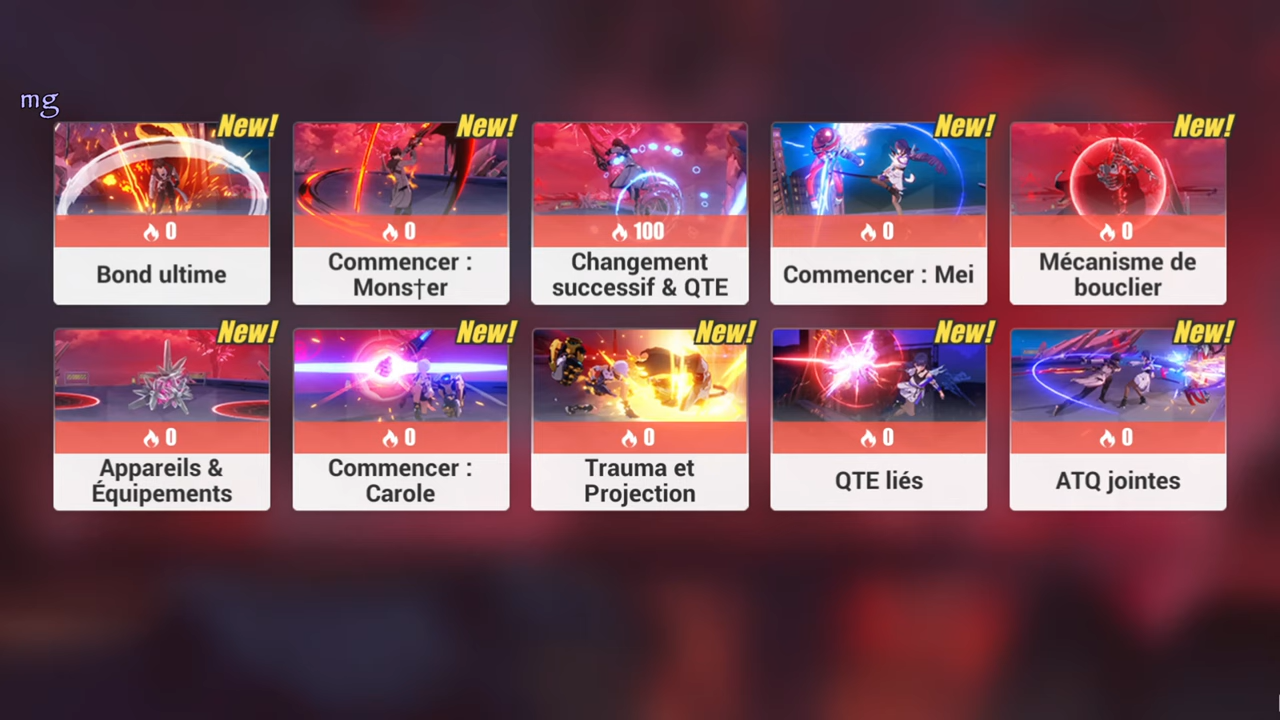 mg
New! New! New! New! New!
0 0 100 0 0
Bond ultime
Commencer :
Mons†er
Changement
successif & QTE
Commencer : Mei
Mécanisme de
bouclier
New! New! New! New! New!
0 0 0 0 0
Appareils &
Équipements
Commencer :
Carole
Trauma et
Projection
QTE liés
ATQ jointes